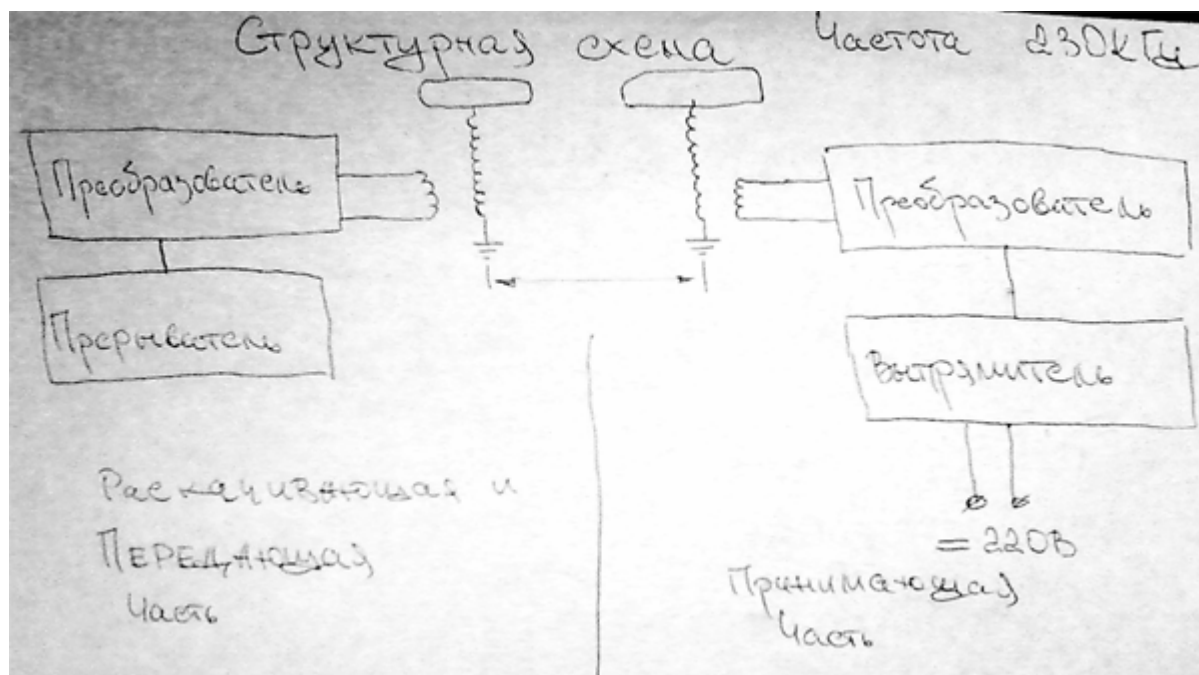 Структурная схема Частота 230кГц
Преобразователь
Преобразователь
Прерыватель
Выпрямитель
=220В
Раскачивающая и
ПЕРЕДАЮЩАЯ
Часть
Принимающая
Часть